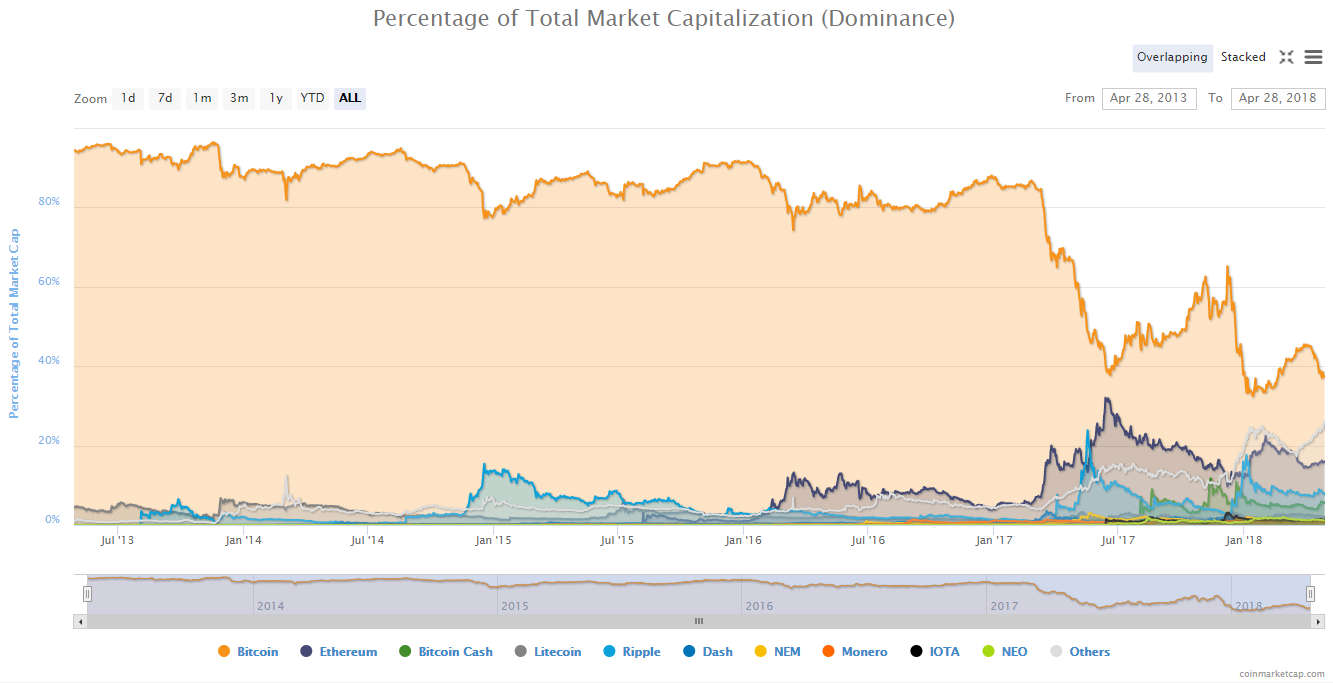 Percentage of Total Market Capitalization (Dominance)
Overlapping Stacked
Zoom 1d 7d 1m 3m 1y YTD ALL From Apr 28, 2013 To Apr 28, 2018
Percentage of Total Market Cap
80%
60%
40%
20%
0%
Jul '13 Jan '14 Jul '14 Jan '15 Jul '15 Jan '16 Jul '16 Jan '17 Jul '17 Jan '18
2014 2015 2016 2017 2018
Bitcoin Ethereum Bitcoin Cash Litecoin Ripple Dash NEM Monero IOTA NEO Others
coinmarketcap.com